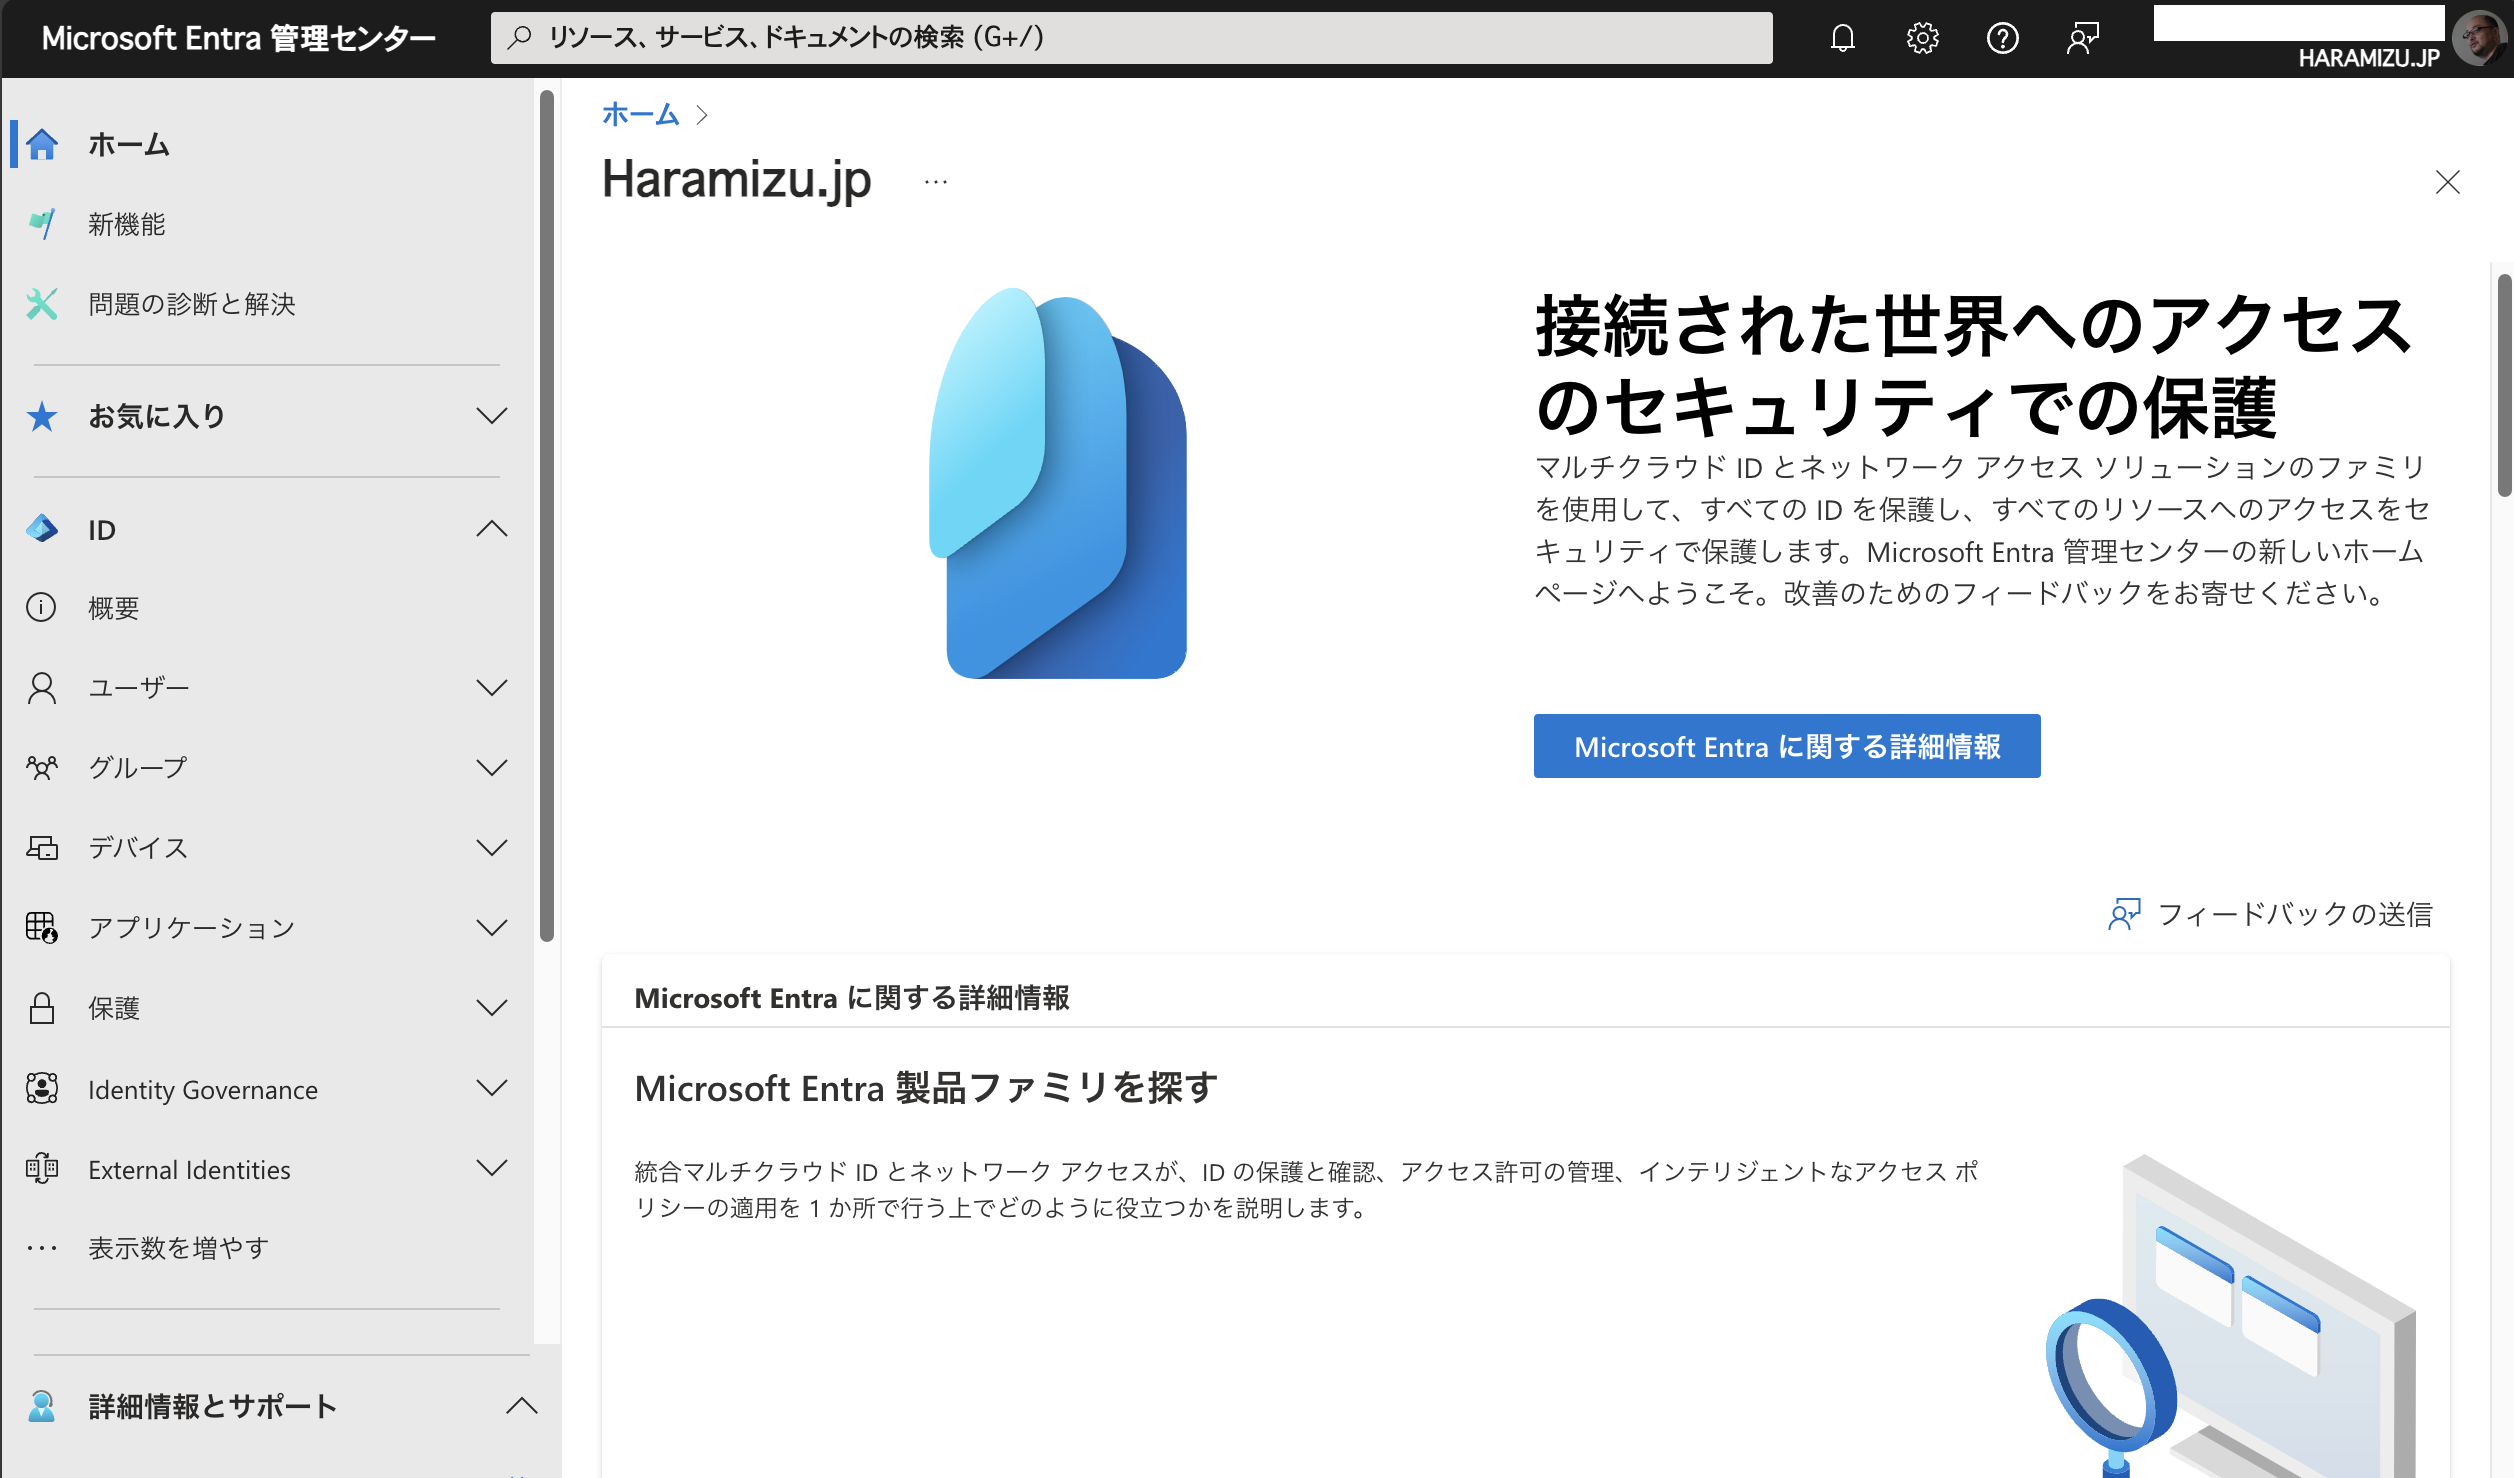 Microsoft Entra 管理センター
リソース、サービス、ドキュメントの検索 (G+/)
HARAMIZU.JP
ホーム
新機能
問題の診断と解決
お気に入り
ID
概要
ユーザー
グループ
デバイス
アプリケーション
保護
Identity Governance
External Identities
表示数を増やす
詳細情報とサポート
ホーム
Haramizu.jp
接続された世界へのアクセス
のセキュリティでの保護
マルチクラウド ID とネットワーク アクセス ソリューションのファミリ
を使用して、すべての ID を保護し、すべてのリソースへのアクセスをセ
キュリティで保護します。Microsoft Entra 管理センターの新しいホーム
ページへようこそ。改善のためのフィードバックをお寄せください。
Microsoft Entra に関する詳細情報
フィードバックの送信
Microsoft Entra に関する詳細情報
Microsoft Entra 製品ファミリを探す
統合マルチクラウド ID とネットワーク アクセスが、ID の保護と確認、アクセス許可の管理、インテリジェントなアクセス ポ
リシーの適用を 1 か所で行う上でどのように役立つかを説明します。